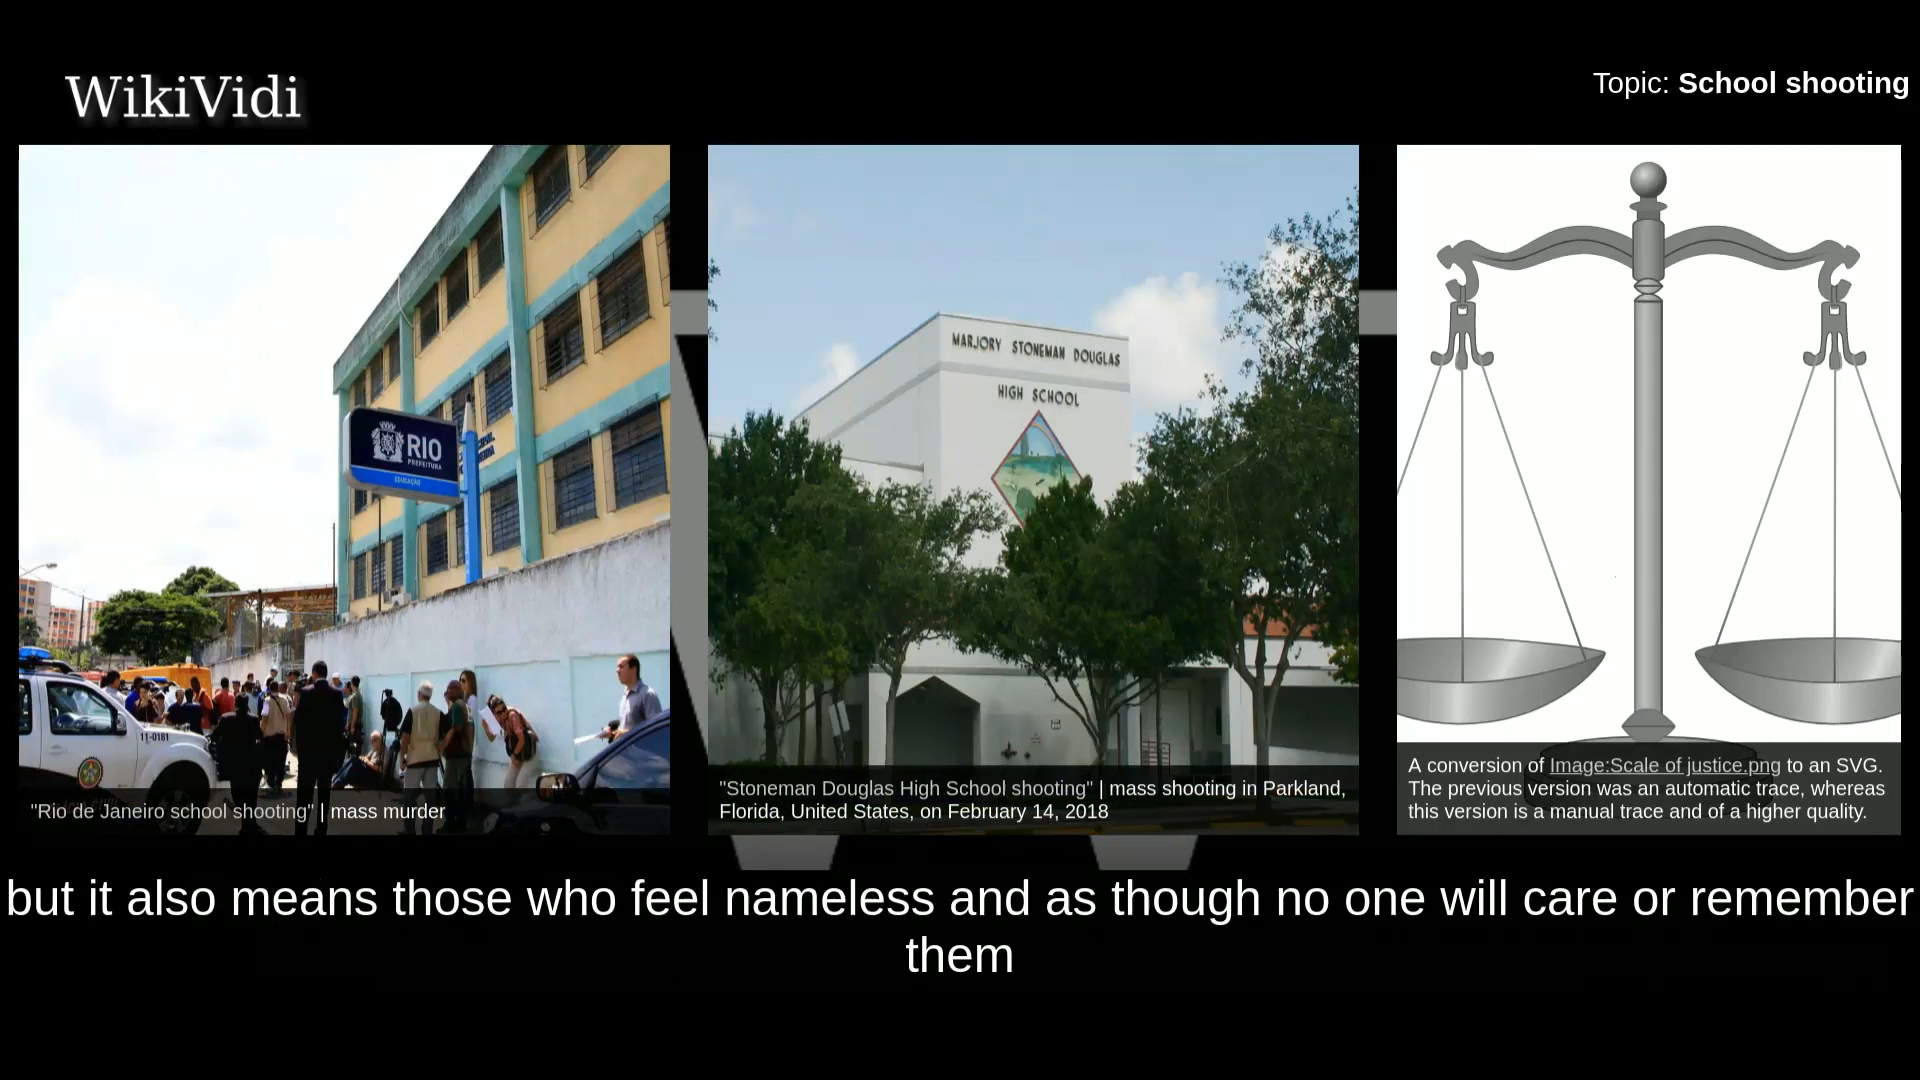 WikiVidi
Topic: School shooting
RIO
PREFEITURA
EDUCAÇÃO
11-0181
"Rio de Janeiro school shooting" | mass murder
MARJORY STONEMAN DOUGLAS
HIGH SCHOOL
"Stoneman Douglas High School shooting" | mass shooting in Parkland,
Florida, United States, on February 14, 2018
A conversion of Image:Scale of justice.png to an SVG.
The previous version was an automatic trace, whereas
this version is a manual trace and of a higher quality.
but it also means those who feel nameless and as though no one will care or remember
them